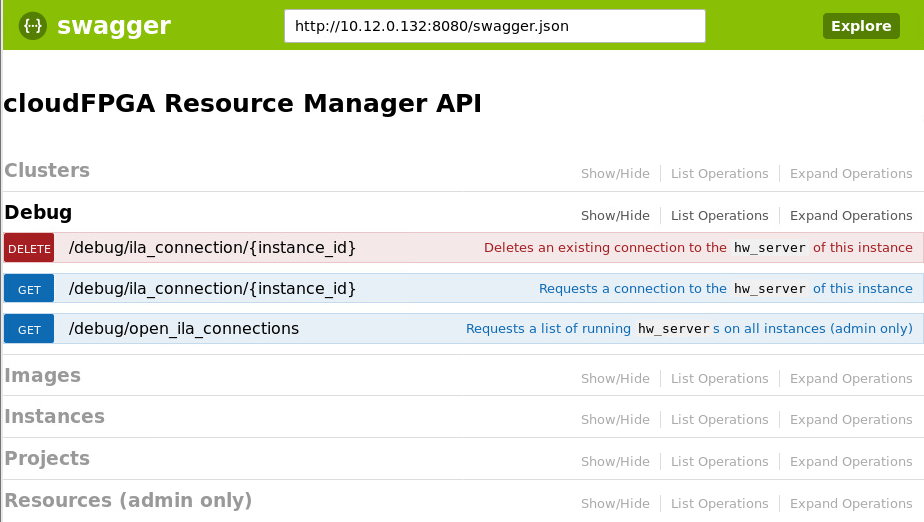 {···} swagger http://10.12.0.132:8080/swagger.json Explore
cloudFPGA Resource Manager API
Clusters Show/Hide List Operations Expand Operations
Debug Show/Hide List Operations Expand Operations
DELETE /debug/ila_connection/{instance_id} Deletes an existing connection to the hw_server of this instance
GET /debug/ila_connection/{instance_id} Requests a connection to the hw_server of this instance
GET /debug/open_ila_connections Requests a list of running hw_server s on all instances (admin only)
Images Show/Hide List Operations Expand Operations
Instances Show/Hide List Operations Expand Operations
Projects Show/Hide List Operations Expand Operations
Resources (admin only) Show/Hide List Operations Expand Operations